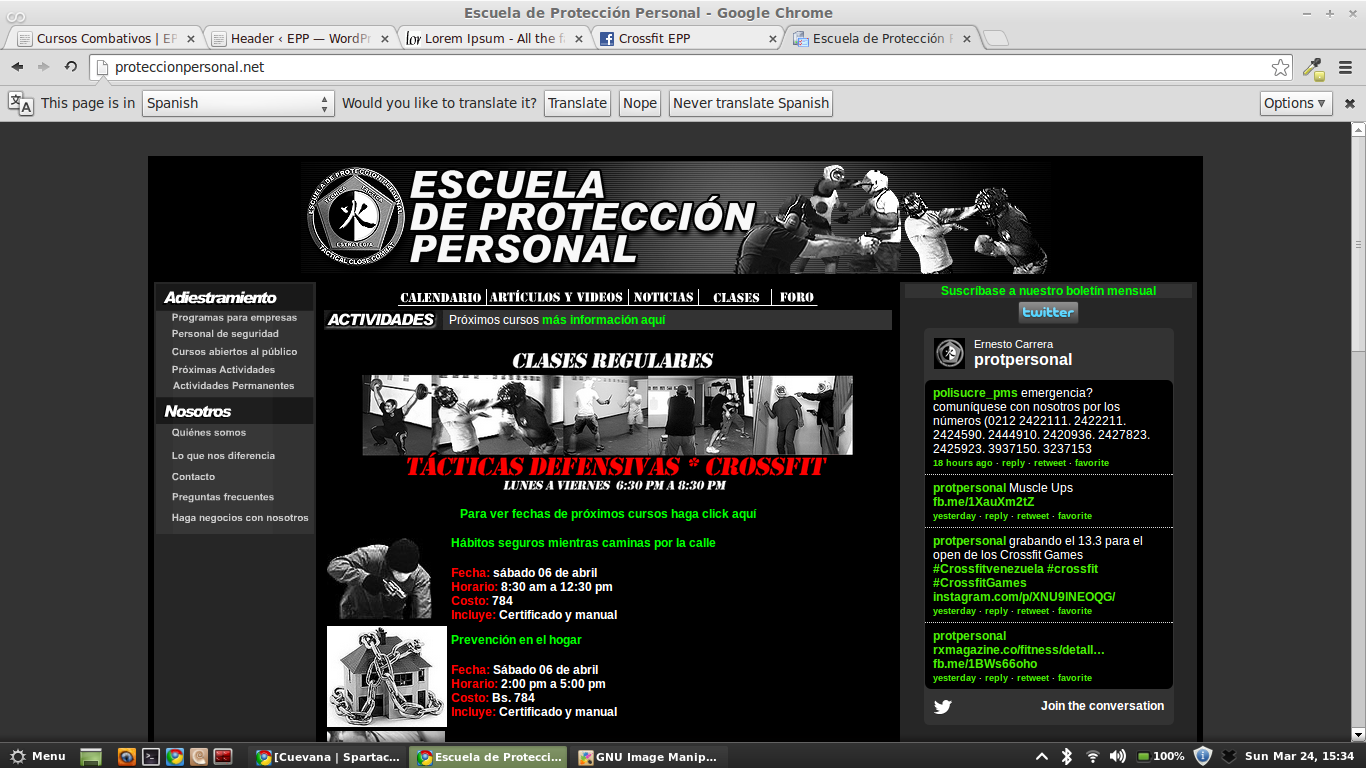 Escuela de Protección Personal - Google Chrome
Cursos Combativos | EP
Header ‹ EPP — WordPr
Lorem Ipsum - All the fa
Crossfit EPP
Escuela de Protección P
proteccionpersonal.net
This page is in Spanish Would you like to translate it? Translate Nope Never translate Spanish Options
ESCUELA DE PROTECCION PERSONAL
ESTRATEGIA
TACTICAL CLOSE COMBAT
ESCUELA
DE PROTECCIÓN
PERSONAL
Adiestramiento
Programas para empresas
Personal de seguridad
Cursos abiertos al público
Próximas Actividades
Actividades Permanentes
Nosotros
Quiénes somos
Lo que nos diferencia
Contacto
Preguntas frecuentes
Haga negocios con nosotros
CALENDARIO ARTÍCULOS Y VIDEOS NOTICIAS CLASES FORO
ACTIVIDADES Próximos cursos más información aquí
CLASES REGULARES
TÁCTICAS DEFENSIVAS * CROSSFIT
LUNES A VIERNES 6:30 PM A 8:30 PM
Para ver fechas de próximos cursos haga click aquí
Hábitos seguros mientras caminas por la calle
Fecha: sábado 06 de abril
Horario: 8:30 am a 12:30 pm
Costo: 784
Incluye: Certificado y manual
Prevención en el hogar
Fecha: Sábado 06 de abril
Horario: 2:00 pm a 5:00 pm
Costo: Bs. 784
Incluye: Certificado y manual
Suscríbase a nuestro boletín mensual
twitter
Ernesto Carrera
protpersonal
polisucre_pms emergencia?
comuníquese con nosotros por los
números (0212 2422111. 2422211.
2424590. 2444910. 2420936. 2427823.
2425923. 3937150. 3237153
18 hours ago · reply · retweet · favorite
protpersonal Muscle Ups
fb.me/1XauXm2tZ
yesterday · reply · retweet · favorite
protpersonal grabando el 13.3 para el
open de los Crossfit Games
#Crossfitvenezuela #crossfit
#CrossfitGames
instagram.com/p/XNU9INEOQG/
yesterday · reply · retweet · favorite
protpersonal
rxmagazine.co/fitness/detall…
fb.me/1BWs66oho
yesterday · reply · retweet · favorite
Join the conversation
Menu
[Cuevana | Spartac...
Escuela de Protecci...
GNU Image Manip...
100%
Sun Mar 24, 15:34